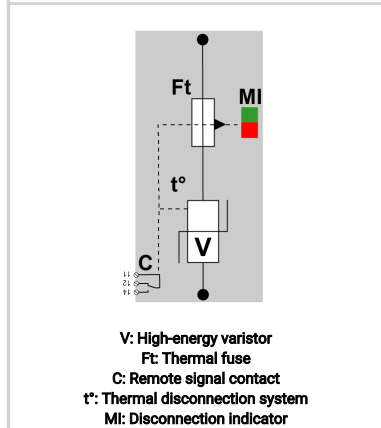 Ft
MI
t°
V
C
11
12
14
V: High-energy varistor
Ft: Thermal fuse
C: Remote signal contact
t°: Thermal disconnection system
MI: Disconnection indicator